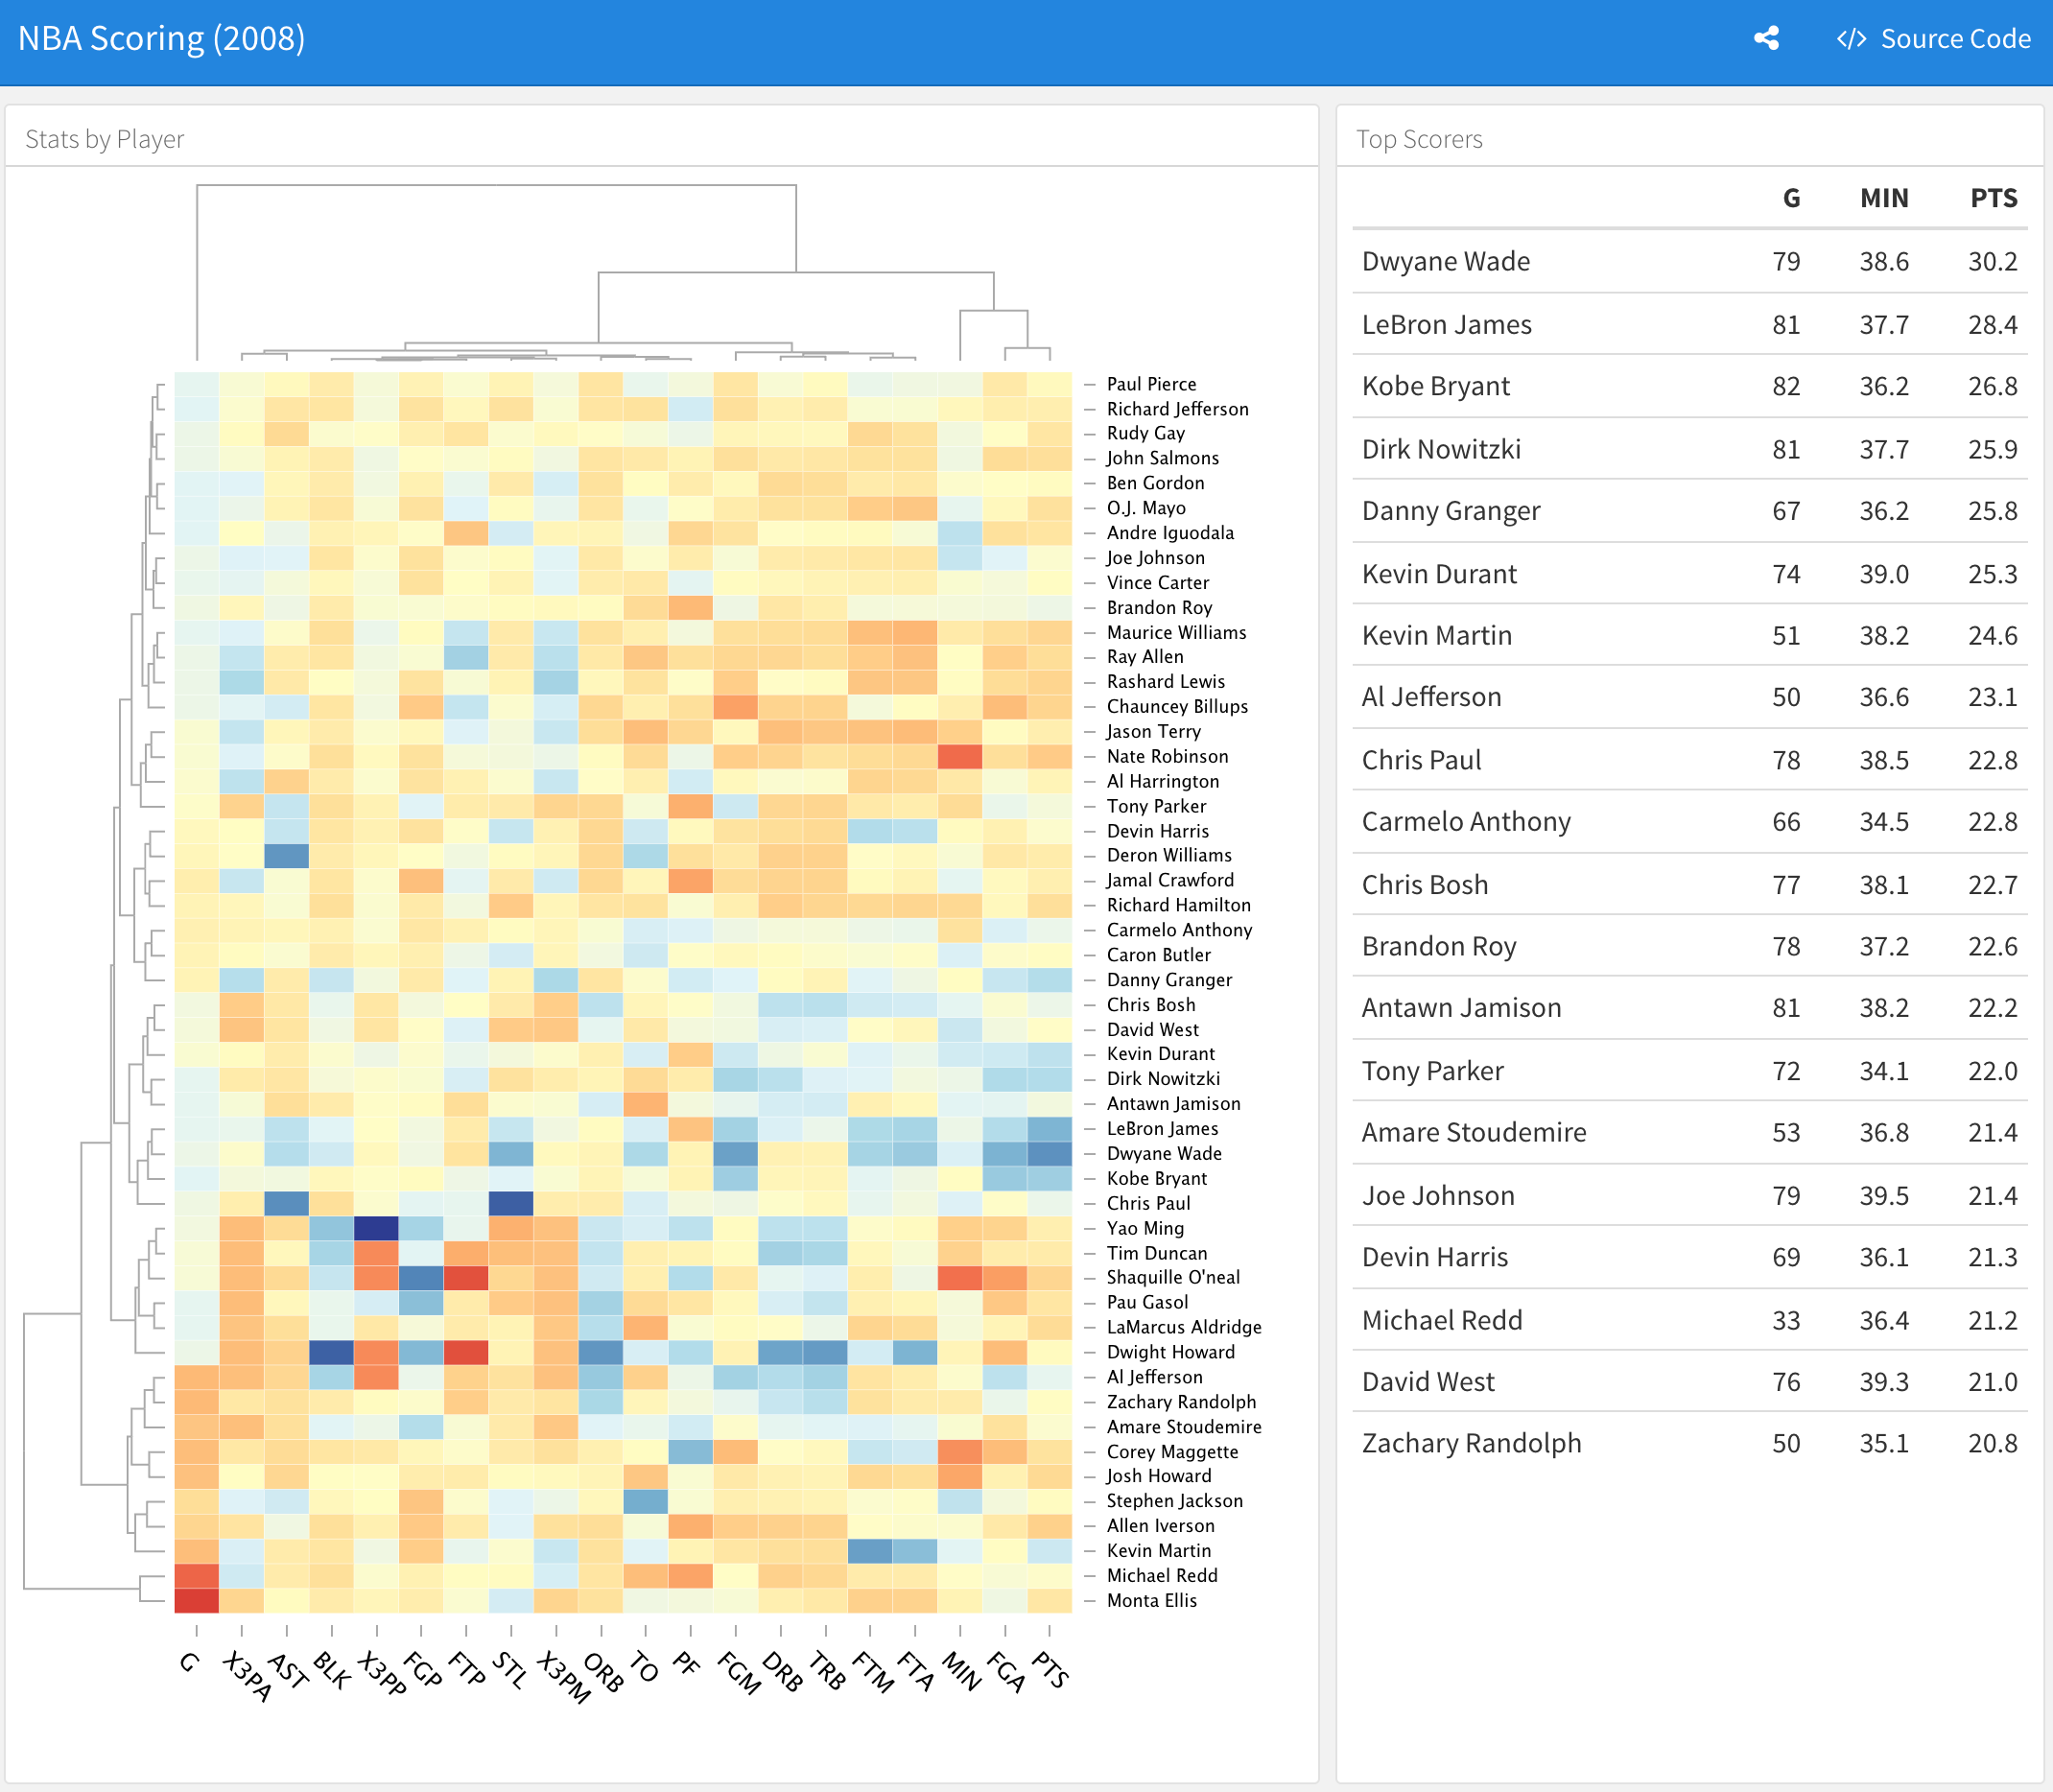 NBA Scoring (2008)
</> Source Code
Stats by Player
Paul Pierce
Richard Jefferson
Rudy Gay
John Salmons
Ben Gordon
O.J. Mayo
Andre Iguodala
Joe Johnson
Vince Carter
Brandon Roy
Maurice Williams
Ray Allen
Rashard Lewis
Chauncey Billups
Jason Terry
Nate Robinson
Al Harrington
Tony Parker
Devin Harris
Deron Williams
Jamal Crawford
Richard Hamilton
Carmelo Anthony
Caron Butler
Danny Granger
Chris Bosh
David West
Kevin Durant
Dirk Nowitzki
Antawn Jamison
LeBron James
Dwyane Wade
Kobe Bryant
Chris Paul
Yao Ming
Tim Duncan
Shaquille O'neal
Pau Gasol
LaMarcus Aldridge
Dwight Howard
Al Jefferson
Zachary Randolph
Amare Stoudemire
Corey Maggette
Josh Howard
Stephen Jackson
Allen Iverson
Kevin Martin
Michael Redd
Monta Ellis
G X3PA AST BLK X3PP FGP FTP STL X3PM ORB TO PF FGM DRB TRB FTM FTA MIN FGA PTS
Top Scorers
G MIN PTS
Dwyane Wade 79 38.6 30.2
LeBron James 81 37.7 28.4
Kobe Bryant 82 36.2 26.8
Dirk Nowitzki 81 37.7 25.9
Danny Granger 67 36.2 25.8
Kevin Durant 74 39.0 25.3
Kevin Martin 51 38.2 24.6
Al Jefferson 50 36.6 23.1
Chris Paul 78 38.5 22.8
Carmelo Anthony 66 34.5 22.8
Chris Bosh 77 38.1 22.7
Brandon Roy 78 37.2 22.6
Antawn Jamison 81 38.2 22.2
Tony Parker 72 34.1 22.0
Amare Stoudemire 53 36.8 21.4
Joe Johnson 79 39.5 21.4
Devin Harris 69 36.1 21.3
Michael Redd 33 36.4 21.2
David West 76 39.3 21.0
Zachary Randolph 50 35.1 20.8